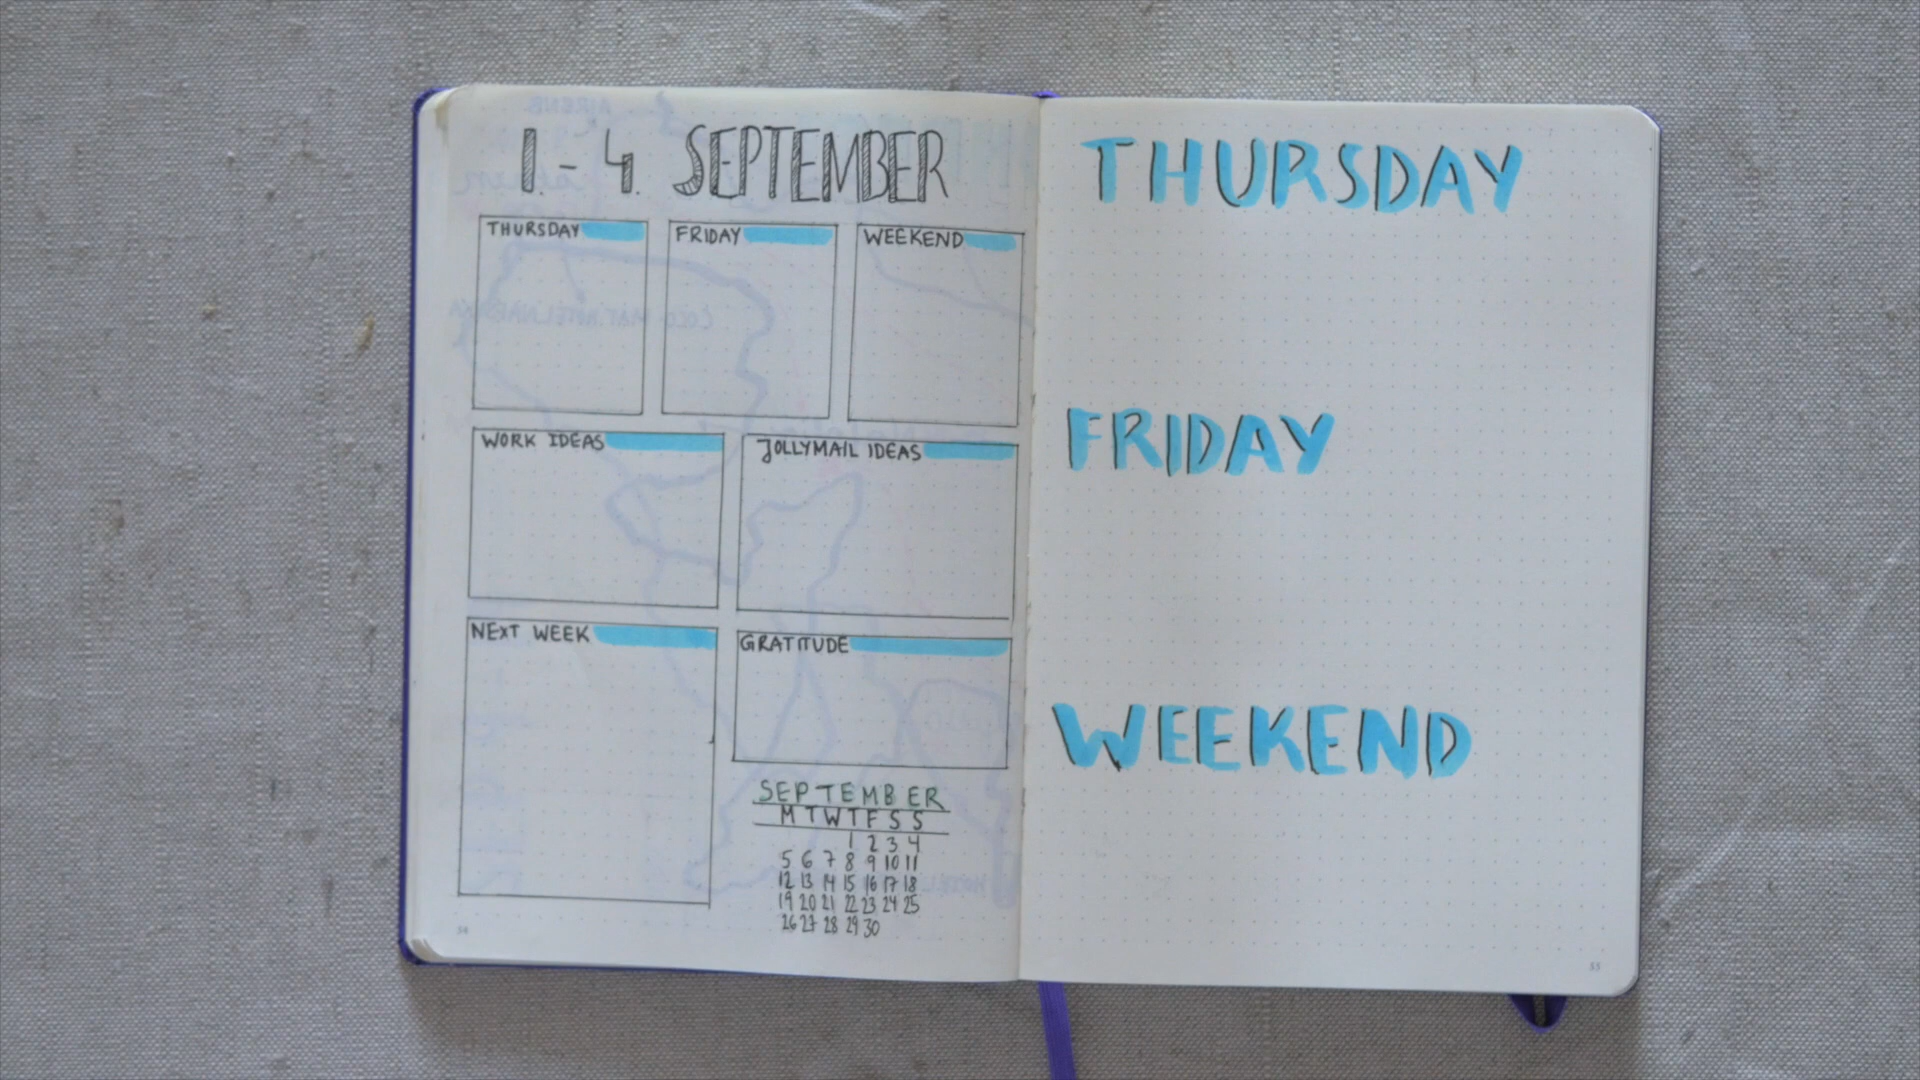 1 - 4. SEPTEMBER
THURSDAY
FRIDAY
WEEKEND
WORK IDEAS
JOLLYMAIL IDEAS
NEXT WEEK
GRATITUDE
SEPTEMBER
M T W T F S S
1 2 3 4
5 6 7 8 9 10 11
12 13 14 15 16 17 18
19 20 21 22 23 24 25
26 27 28 29 30
THURSDAY
FRIDAY
WEEKEND
55